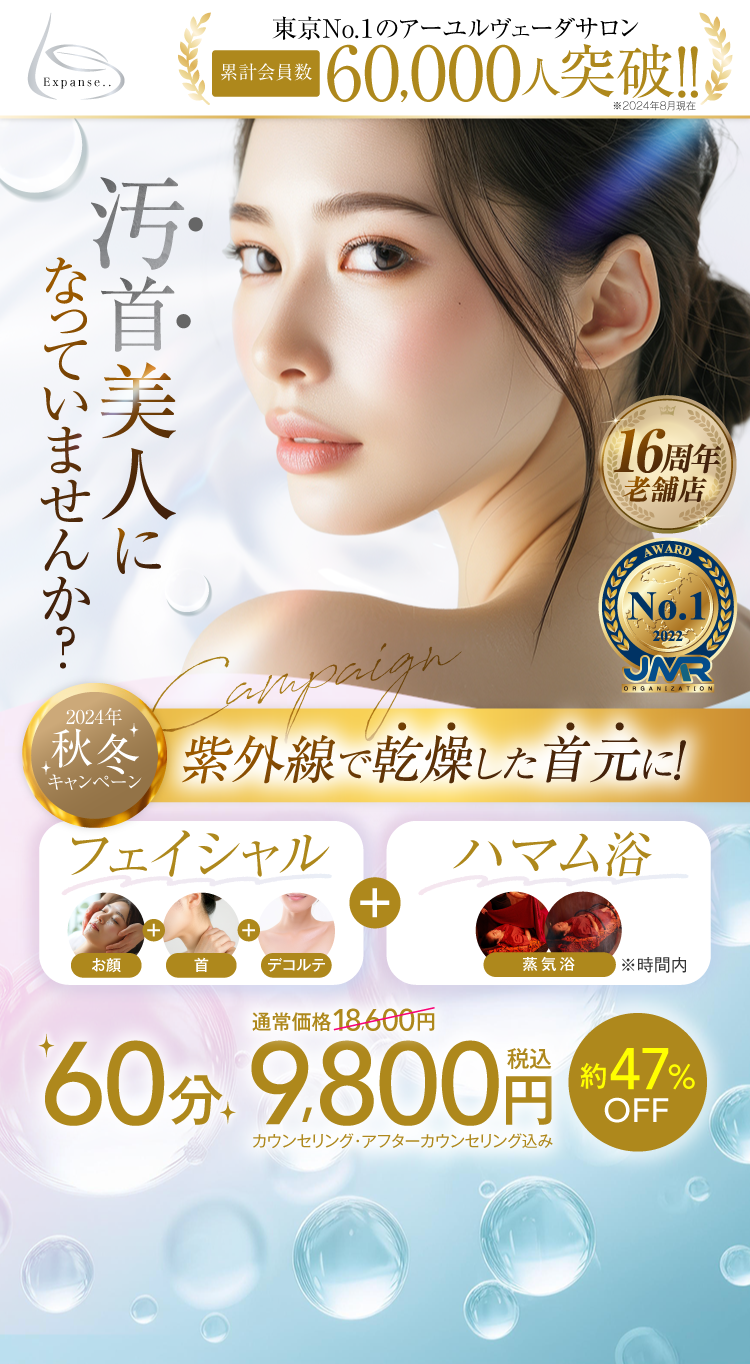 Expanse..
東京No.1のアーユルヴェーダサロン
累計会員数 60,000人突破!!
※2024年8月現在
汚首美人に
なっていませんか?
16周年
老舗店
AWARD
No.1
2022
JMR
ORGANIZATION
Campaign
2024年
秋冬
キャンペーン
紫外線で乾燥した首元に!
フェイシャル
お顔 + 首 + デコルテ
+
ハマム浴
蒸気浴 ※時間内
通常価格18,600円
60分 9,800円 税込
約47%
OFF
カウンセリング・アフターカウンセリング込み